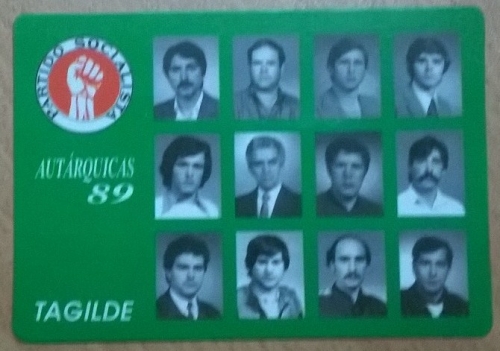 PARTIDO SOCIALISTA
AUTÁRQUICAS
89
TAGILDE